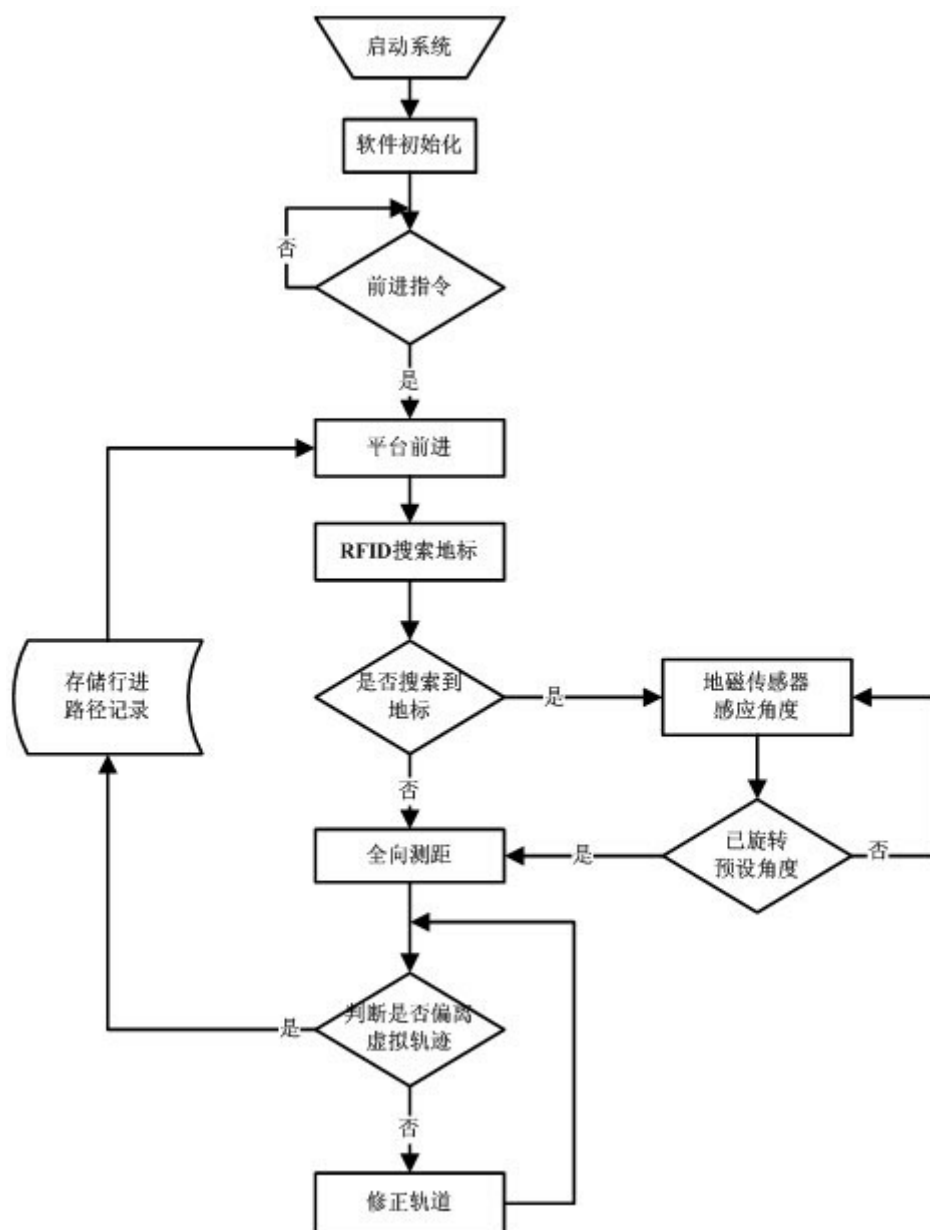 启动系统
软件初始化
否
前进指令
是
平台前进
RFID搜索地标
存储行进
路径记录
是否搜索到
地标
是
地磁传感器
感应角度
否
全向测距
是
已旋转
预设角度
否
是
判断是否偏离
虚拟轨迹
否
修正轨道